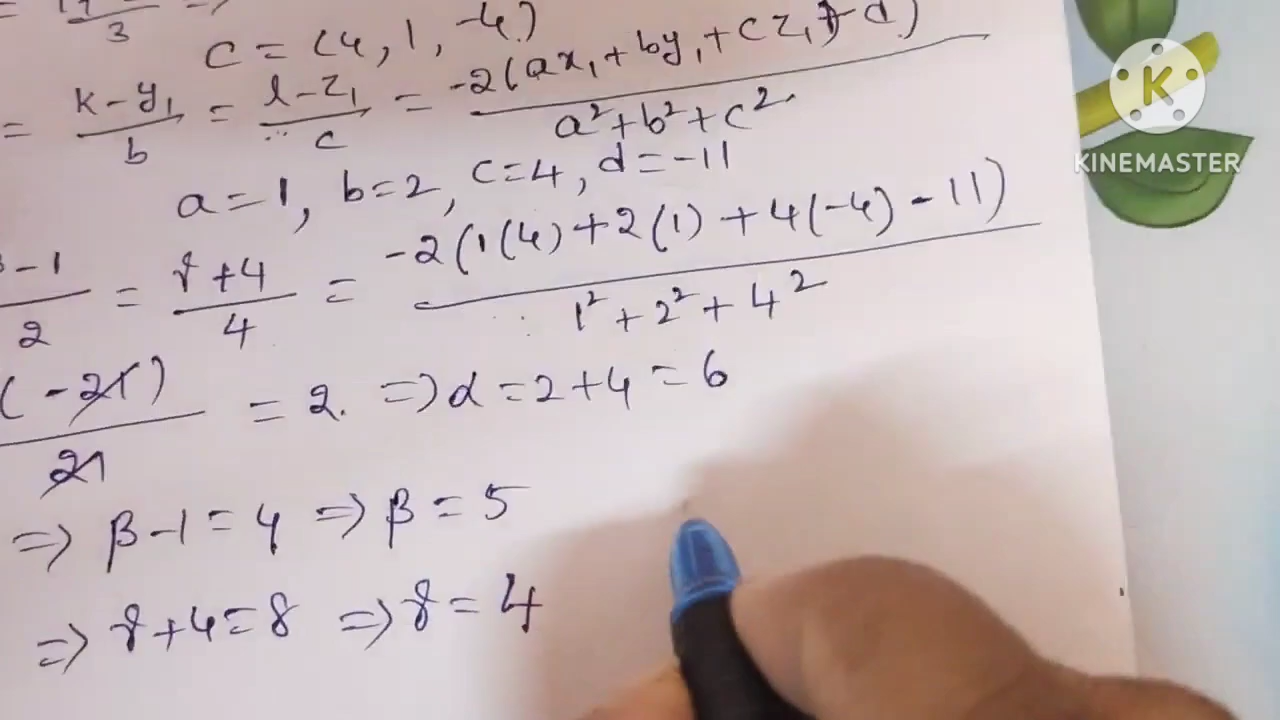 3
C = (4, 1, -4)
= k-y₁/b = l-z₁/c = -2(ax₁+by₁+cz₁+d)/a²+b²+c²
a=1, b=2, c=4, d=-11
-1/2 = γ+4/4 = -2(1(4)+2(1)+4(-4)-11)/1²+2²+4²
(-21)/21 = 2. => α=2+4=6
=> β-1=4 => β=5
=> γ+4=8 => γ=4
K
KINEMASTER